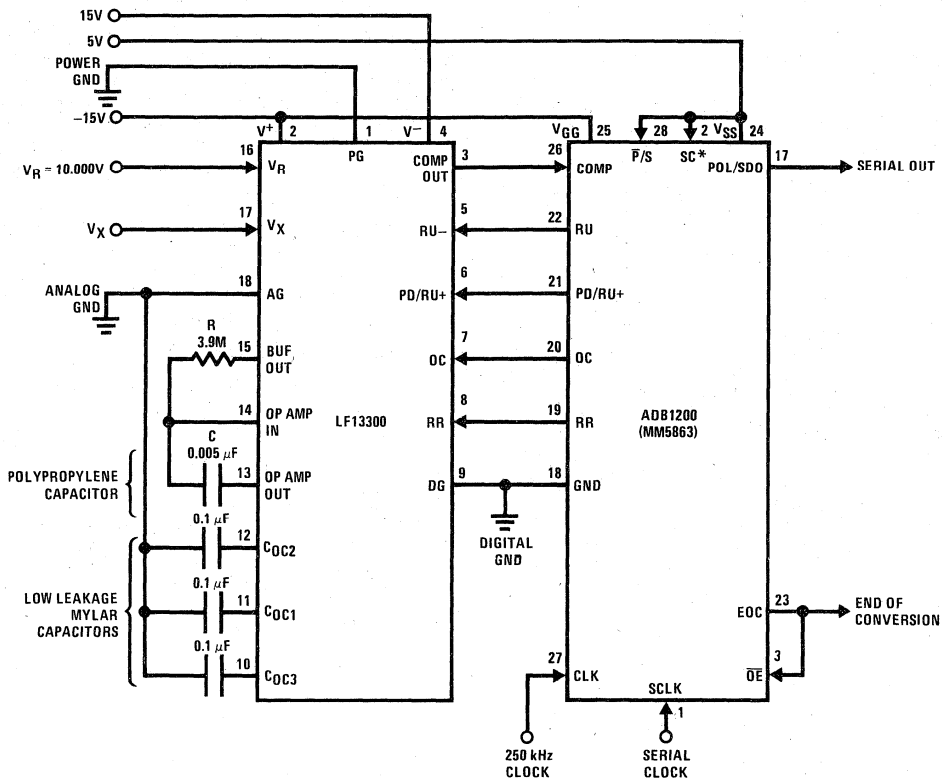 15V
5V
POWER
GND
–15V
V+
2
1
PG
V–
4
VGG
25
28
P̅/S
2
SC*
VSS
24
16
VR = 10.000V
VR
COMP
OUT
3
26
COMP
POL/SDO
17
SERIAL OUT
17
VX
VX
5
RU–
22
RU
ANALOG
GND
18
AG
6
PD/RU+
21
PD/RU+
R
3.9M
15
BUF
OUT
7
OC
20
OC
14
OP AMP
IN
LF13300
8
RR
19
RR
ADB1200
(MM5863)
C
0.005 μF
POLYPROPYLENE
CAPACITOR
13
OP AMP
OUT
9
DG
18
GND
DIGITAL
GND
0.1 μF
12
COC2
LOW LEAKAGE
MYLAR
CAPACITORS
0.1 μF
11
COC1
0.1 μF
10
COC3
EOC
23
END OF
CONVERSION
3
O̅E̅
27
CLK
SCLK
1
250 kHz
CLOCK
SERIAL
CLOCK